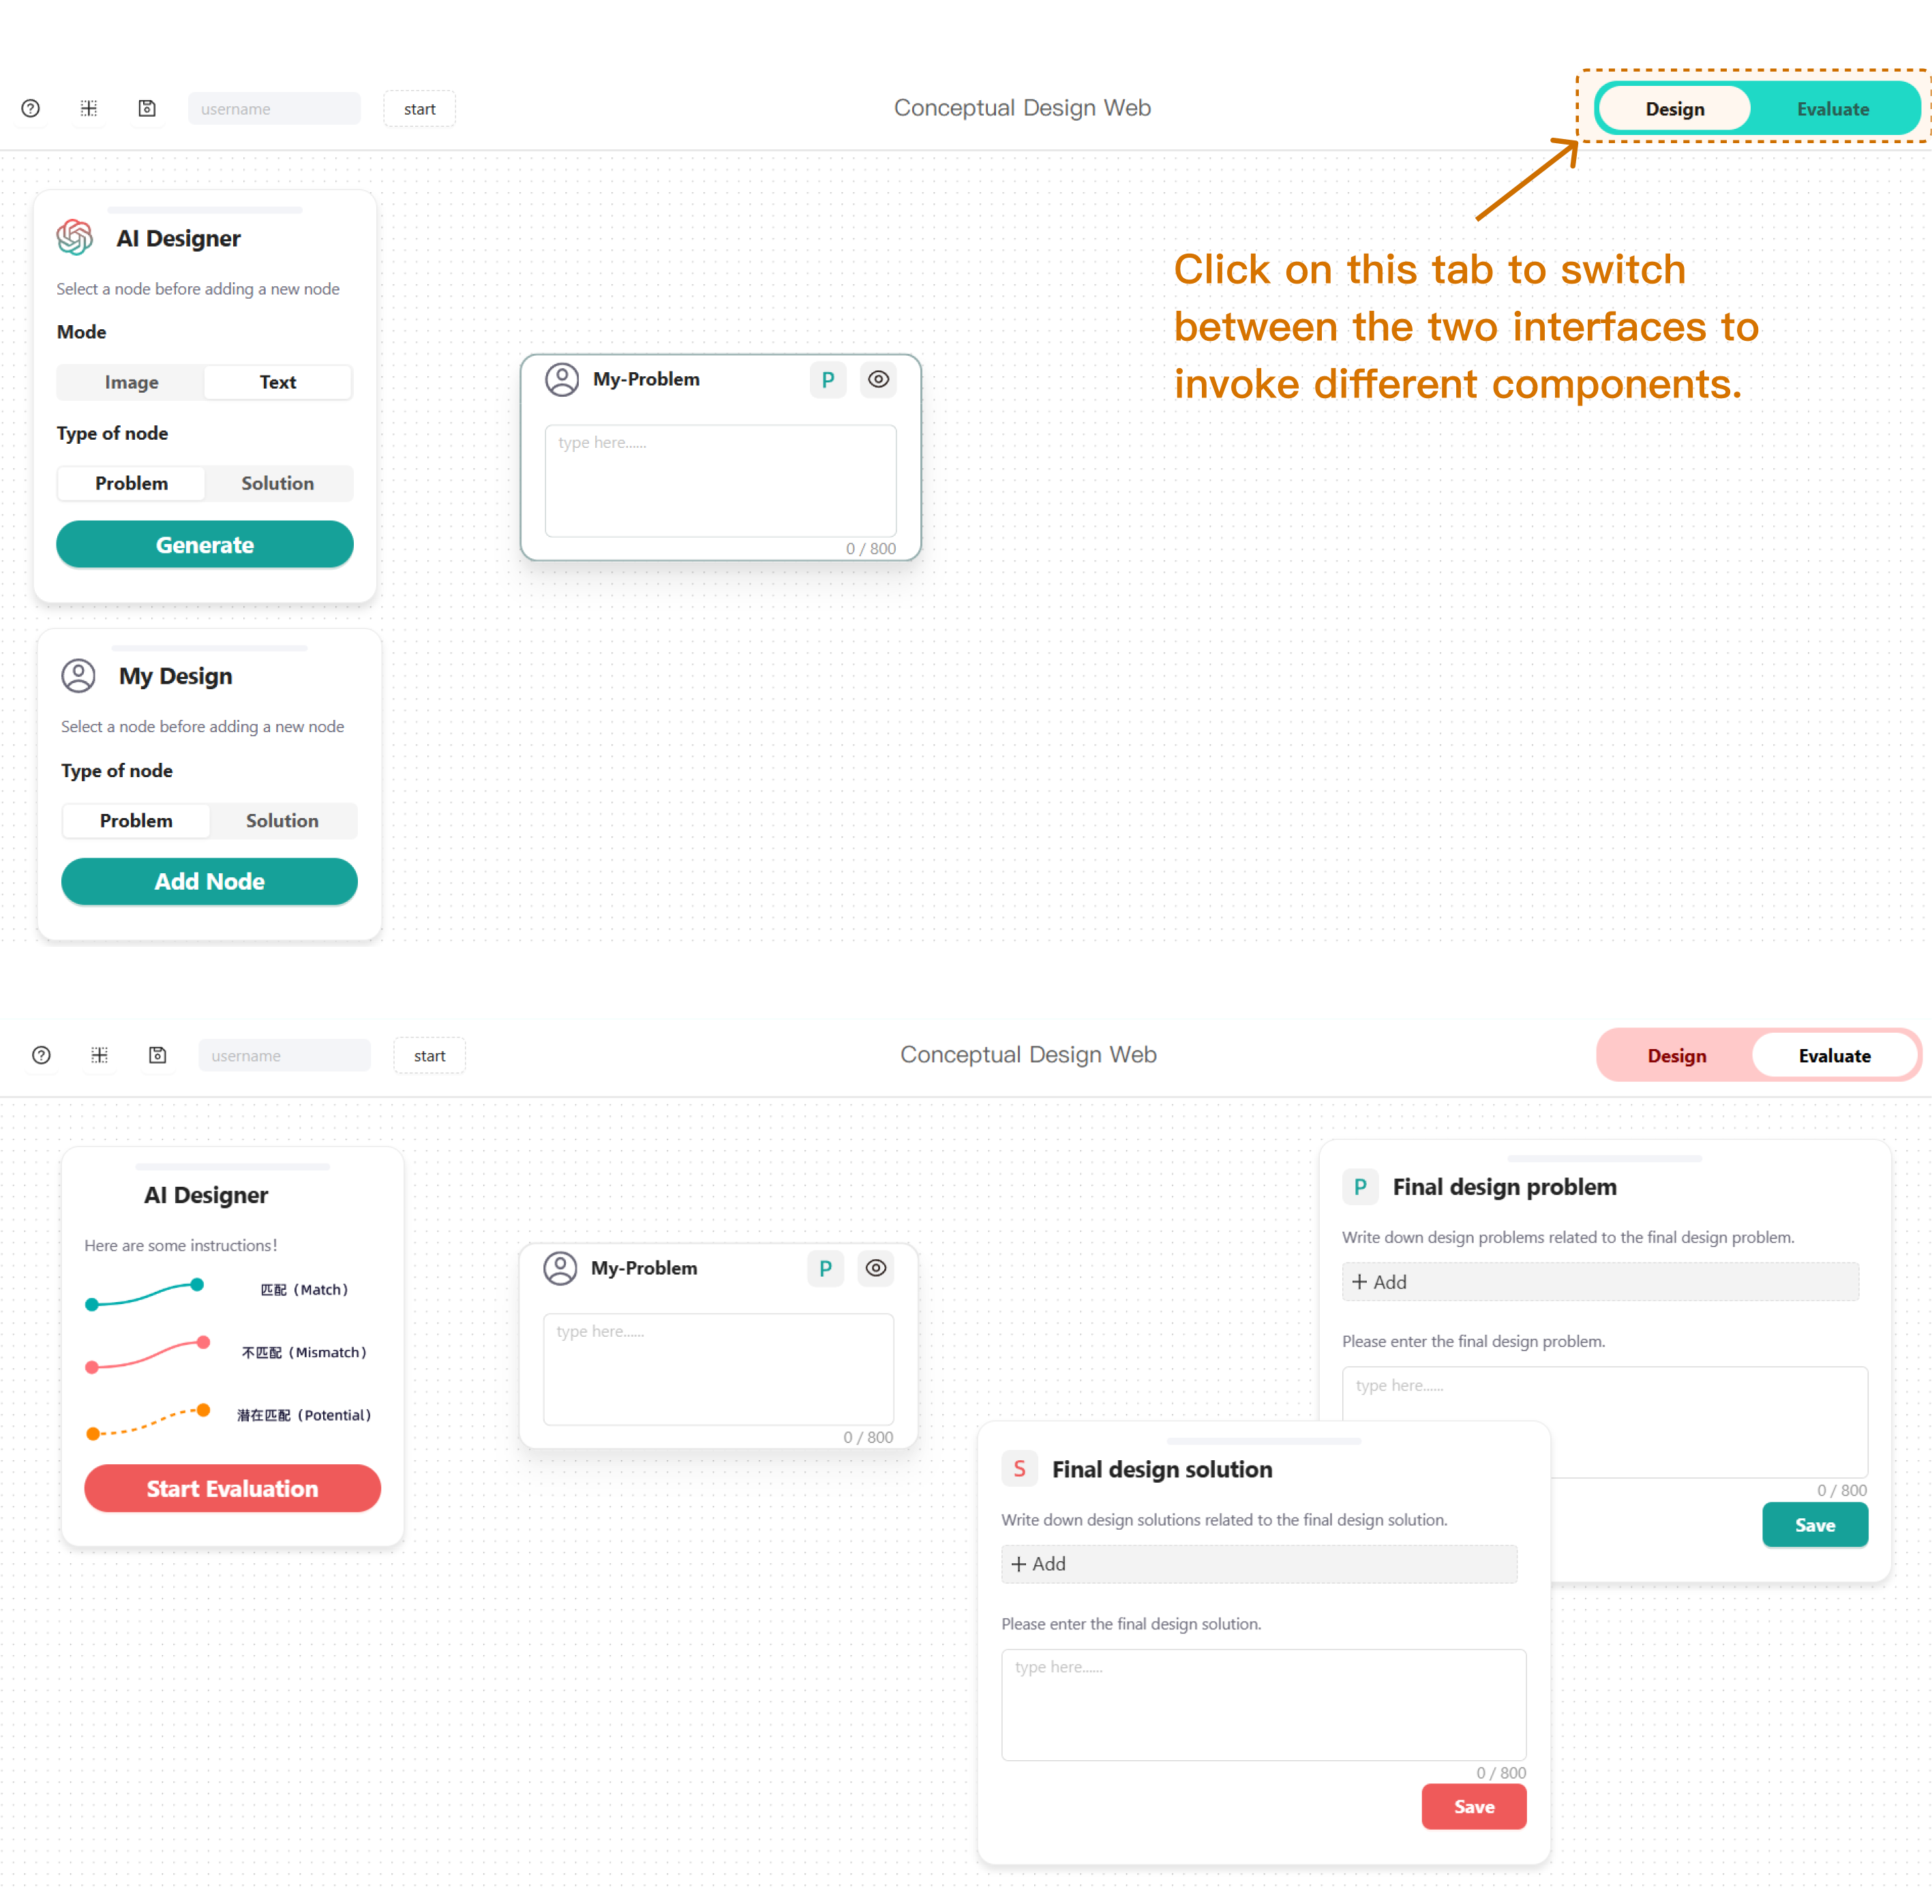 username
start
Conceptual Design Web
Design
Evaluate
AI Designer
Select a node before adding a new node
Mode
Image
Text
Type of node
Problem
Solution
Generate
My-Problem
P
type here......
0 / 800
Click on this tab to switch
between the two interfaces to
invoke different components.
My Design
Select a node before adding a new node
Type of node
Problem
Solution
Add Node
username
start
Conceptual Design Web
Design
Evaluate
AI Designer
Here are some instructions!
匹配（Match）
不匹配（Mismatch）
潜在匹配（Potential）
Start Evaluation
My-Problem
P
type here......
0 / 800
P
Final design problem
Write down design problems related to the final design problem.
+ Add
Please enter the final design problem.
type here......
0 / 800
Save
S
Final design solution
Write down design solutions related to the final design solution.
+ Add
Please enter the final design solution.
type here......
0 / 800
Save